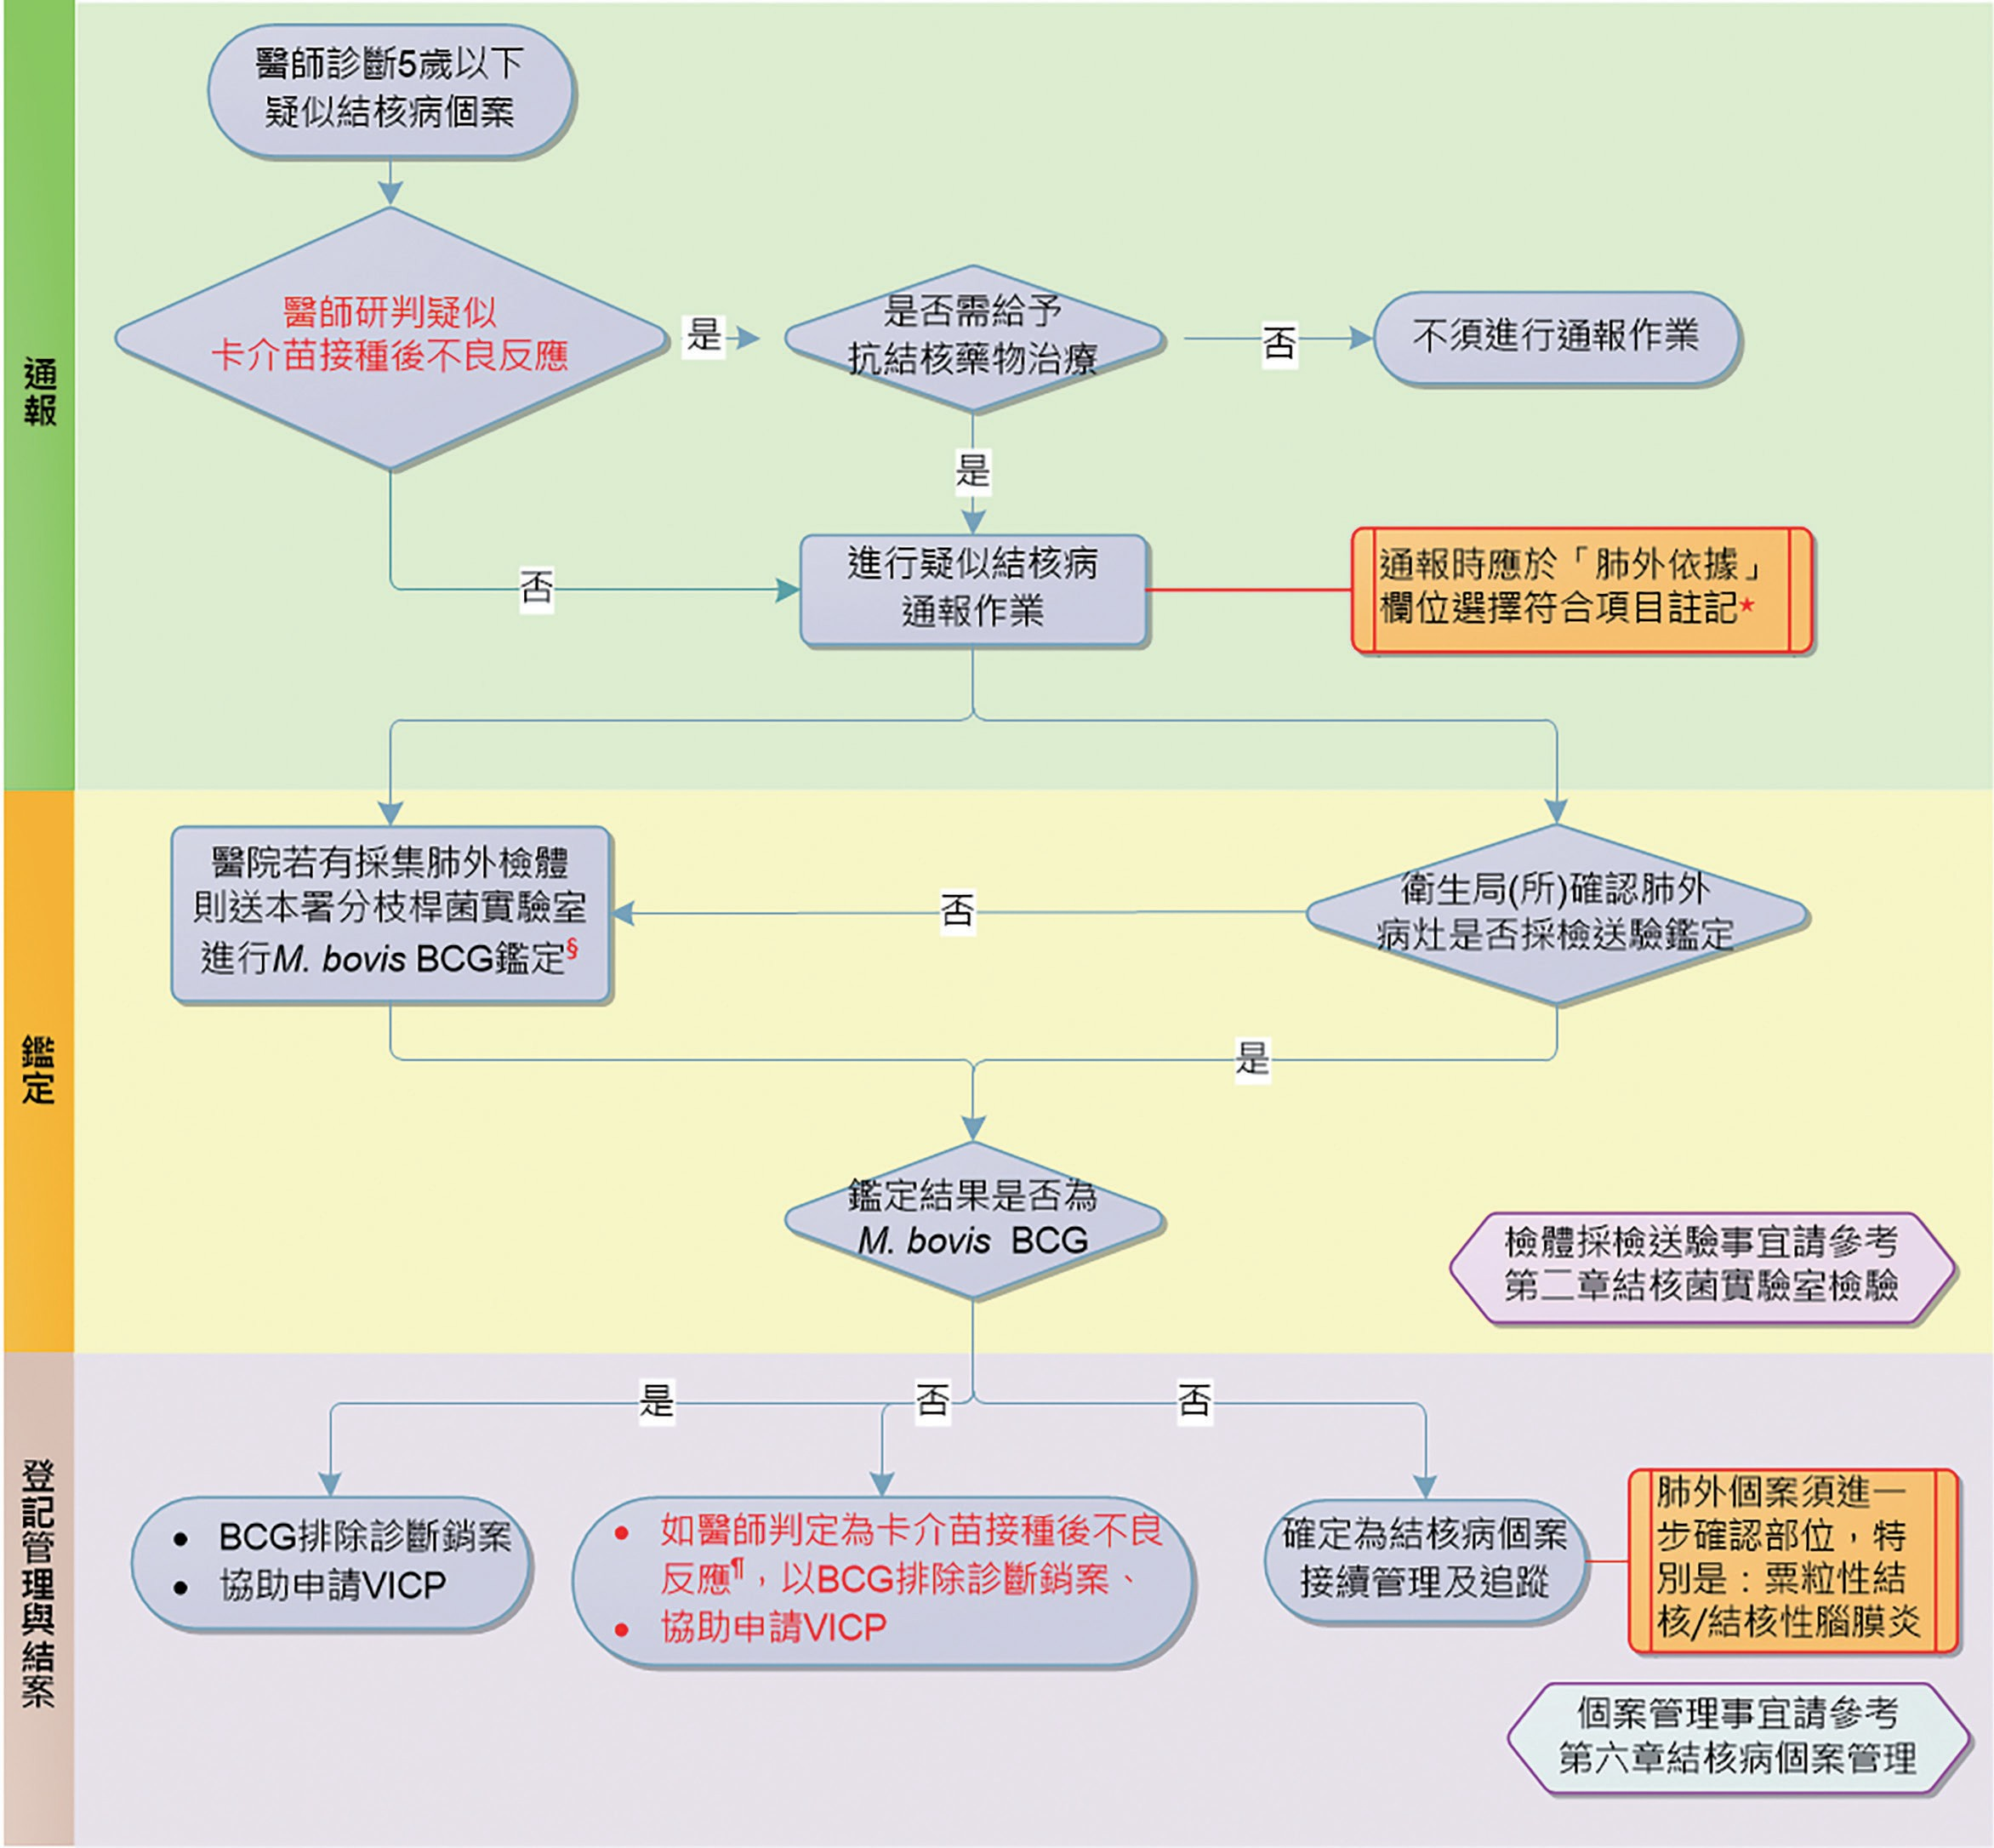 通報
醫師診斷5歲以下
疑似結核病個案
醫師研判疑似
卡介苗接種後不良反應
是
是否需給予
抗結核藥物治療
否
不須進行通報作業
是
否
進行疑似結核病
通報作業
通報時應於「肺外依據」
欄位選擇符合項目註記★
鑑定
醫院若有採集肺外檢體
則送本署分枝桿菌實驗室
進行M. bovis BCG鑑定§
否
衛生局(所)確認肺外
病灶是否採檢送驗鑑定
是
鑑定結果是否為
M. bovis BCG
檢體採檢送驗事宜請參考
第二章結核菌實驗室檢驗
登記管理與結案
是
否
否
• BCG排除診斷銷案
• 協助申請VICP
• 如醫師判定為卡介苗接種後不良
反應¶，以BCG排除診斷銷案、
• 協助申請VICP
確定為結核病個案
接續管理及追蹤
肺外個案須進一
步確認部位，特
別是：粟粒性結
核/結核性腦膜炎
個案管理事宜請參考
第六章結核病個案管理